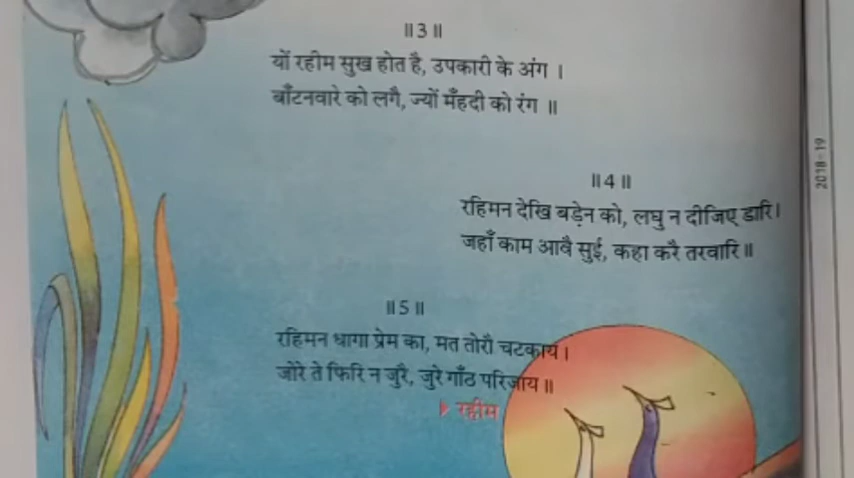 ॥3॥
यों रहीम सुख होत है, उपकारी के अंग ।
बाँटनवारे को लगै, ज्यों मेंहदी को रंग ॥
॥4॥
रहिमन देखि बड़ेन को, लघु न दीजिए डारि।
जहाँ काम आवै सुई, कहा करै तरवारि॥
॥5॥
रहिमन धागा प्रेम का, मत तोरौ चटकाय।
जोरे ते फिरि न जुरै, जुरे गाँठ परिजाय॥
रहीम
2018-19